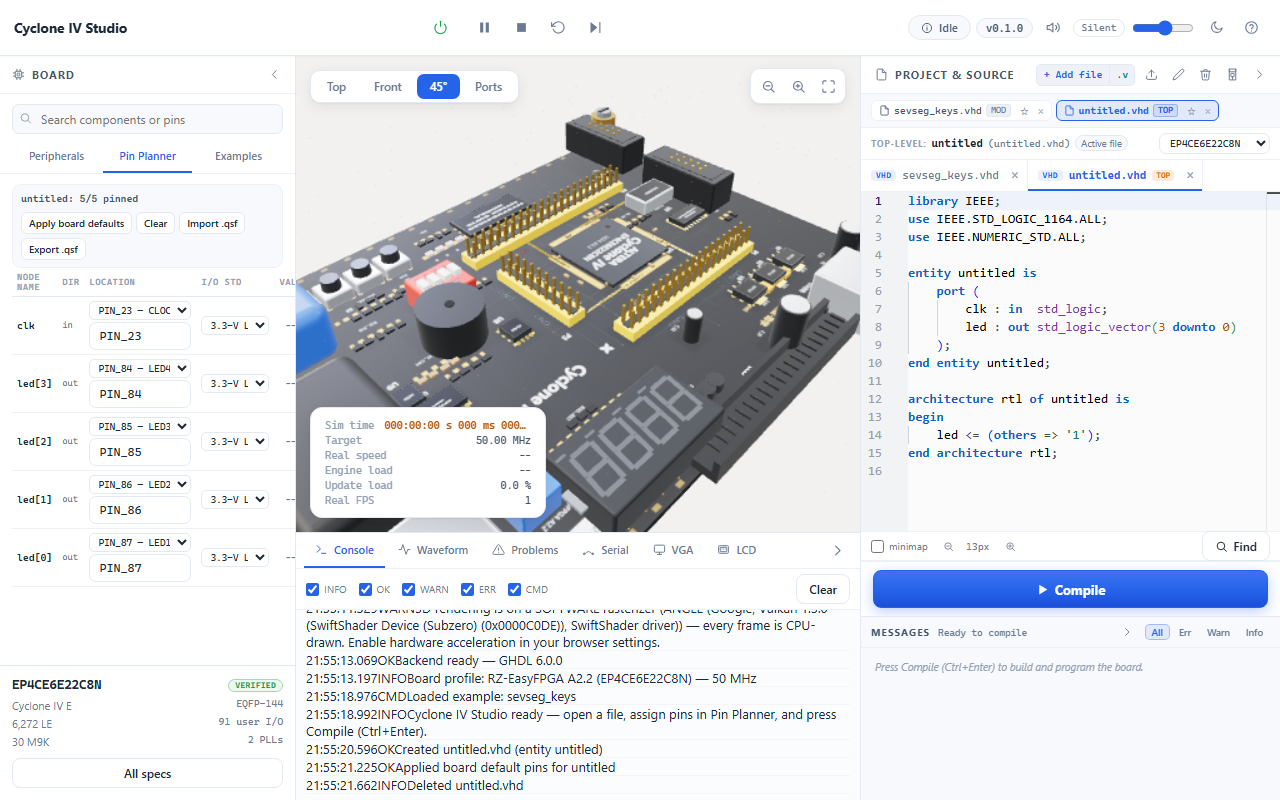 Cyclone IV Studio
Idle
v0.1.0
Silent
BOARD
Search components or pins
Peripherals
Pin Planner
Examples
untitled: 5/5 pinned
Apply board defaults
Clear
Import .qsf
Export .qsf
NODE NAME DIR LOCATION I/O STD VAL
clk in PIN_23 — CLOC 3.3-V L --
PIN_23
led[3] out PIN_84 — LED4 3.3-V L --
PIN_84
led[2] out PIN_85 — LED3 3.3-V L --
PIN_85
led[1] out PIN_86 — LED2 3.3-V L --
PIN_86
led[0] out PIN_87 — LED1 3.3-V L --
PIN_87
EP4CE6E22C8N VERIFIED
Cyclone IV E EQFP-144
6,272 LE 91 user I/O
30 M9K 2 PLLs
All specs
Top Front 45° Ports
ALTERA
Cyclone IV
Cyclone
Sim time 000:00:00 s 000 ms 000…
Target 50.00 MHz
Real speed --
Engine load --
Update load 0.0 %
Real FPS 1
Console Waveform Problems Serial VGA LCD
INFO OK WARN ERR CMD Clear
(SwiftShader Device (Subzero) (0x0000C0DE)), SwiftShader driver)) — every frame is CPU-
drawn. Enable hardware acceleration in your browser settings.
21:55:13.069OKBackend ready — GHDL 6.0.0
21:55:13.197INFOBoard profile: RZ-EasyFPGA A2.2 (EP4CE6E22C8N) — 50 MHz
21:55:18.976CMDLoaded example: sevseg_keys
21:55:18.992INFOCyclone IV Studio ready — open a file, assign pins in Pin Planner, and press
Compile (Ctrl+Enter).
21:55:20.596OKCreated untitled.vhd (entity untitled)
21:55:21.225OKApplied board default pins for untitled
21:55:21.662INFODeleted untitled.vhd
PROJECT & SOURCE + Add file .v
sevseg_keys.vhd MOD ☆ × untitled.vhd TOP ☆ ×
TOP-LEVEL: untitled (untitled.vhd) Active file EP4CE6E22C8N
VHD sevseg_keys.vhd × VHD untitled.vhd TOP ×
1 library IEEE;
2 use IEEE.STD_LOGIC_1164.ALL;
3 use IEEE.NUMERIC_STD.ALL;
4
5 entity untitled is
6 port (
7 clk : in std_logic;
8 led : out std_logic_vector(3 downto 0)
9 );
10 end entity untitled;
11
12 architecture rtl of untitled is
13 begin
14 led <= (others => '1');
15 end architecture rtl;
16
minimap 13px Find
Compile
MESSAGES Ready to compile All Err Warn Info
Press Compile (Ctrl+Enter) to build and program the board.